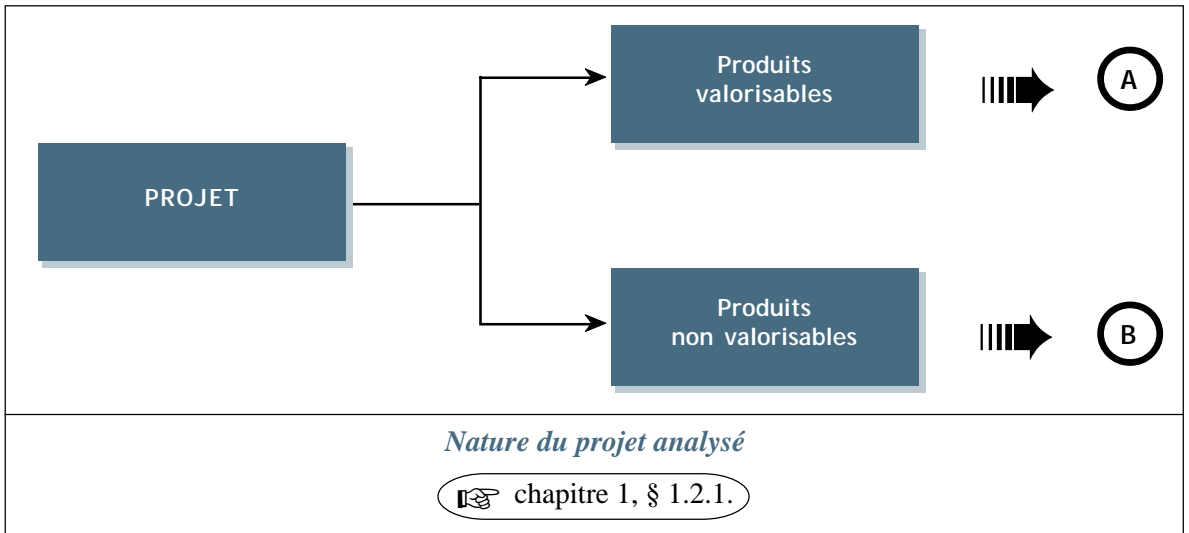 Produits
valorisables
A
PROJET
Produits
non valorisables
B
Nature du projet analysé
☞ chapitre 1, § 1.2.1.